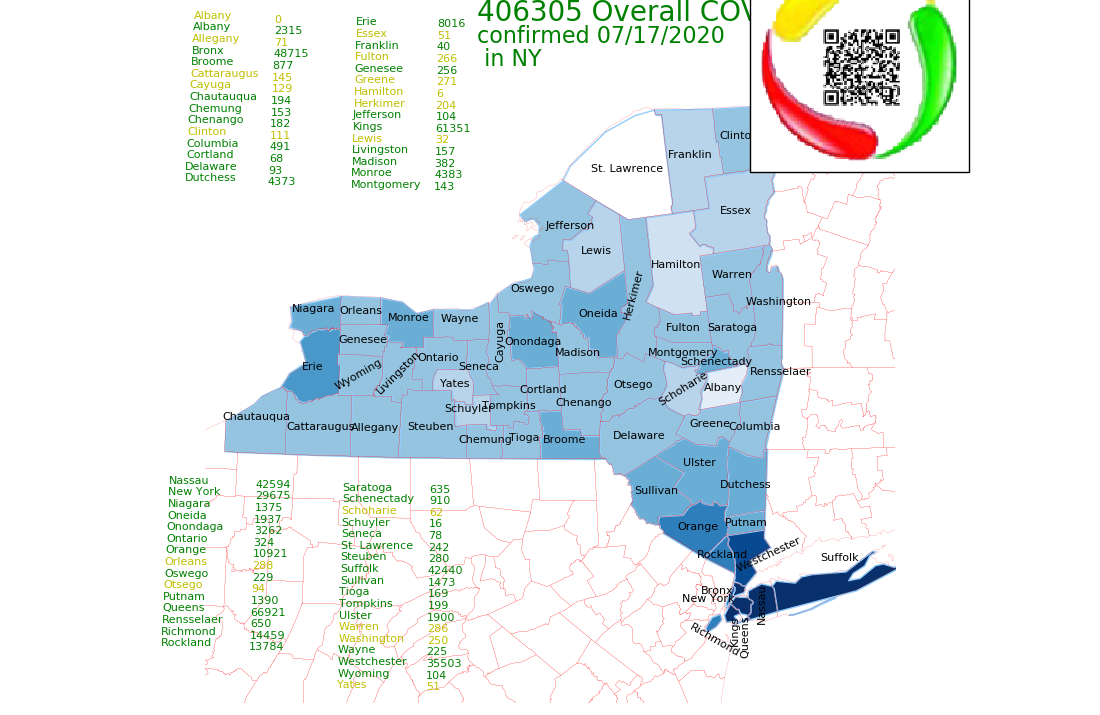 406305 Overall COV
confirmed 07/17/2020
in NY
Albany 0
Albany 2315
Allegany 71
Bronx 48715
Broome 877
Cattaraugus 145
Cayuga 129
Chautauqua 194
Chemung 153
Chenango 182
Clinton 111
Columbia 491
Cortland 68
Delaware 93
Dutchess 4373
Erie 8016
Essex 51
Franklin 40
Fulton 266
Genesee 256
Greene 271
Hamilton 6
Herkimer 204
Jefferson 104
Kings 61351
Lewis 32
Livingston 157
Madison 382
Monroe 4383
Montgomery 143
Clinto
Franklin
St. Lawrence
Essex
Jefferson
Lewis
Hamilton
Warren
Herkimer
Oswego
Washington
Niagara
Orleans
Monroe
Wayne
Oneida
Fulton
Saratoga
Genesee
Cayuga
Onondaga
Madison
Montgomery
Schenectady
Erie
Wyoming
Livingston
Ontario
Seneca
Rensselaer
Yates
Cortland
Otsego
Schoharie
Albany
Chautauqua
Schuyler
Tompkins
Chenango
Cattaraugus
Allegany
Steuben
Chemung
Tioga
Broome
Delaware
Greene
Columbia
Ulster
Sullivan
Dutchess
Orange
Putnam
Rockland
Westchester
Suffolk
Bronx
New York
Nassau
Richmond
Kings
Queens
Nassau 42594
New York 29675
Niagara 1375
Oneida 1937
Onondaga 3262
Ontario 324
Orange 10921
Orleans 288
Oswego 229
Otsego 94
Putnam 1390
Queens 66921
Rensselaer 650
Richmond 14459
Rockland 13784
Saratoga 635
Schenectady 910
Schoharie 62
Schuyler 16
Seneca 78
St. Lawrence 242
Steuben 280
Suffolk 42440
Sullivan 1473
Tioga 169
Tompkins 199
Ulster 1900
Warren 286
Washington 250
Wayne 225
Westchester 35503
Wyoming 104
Yates 51